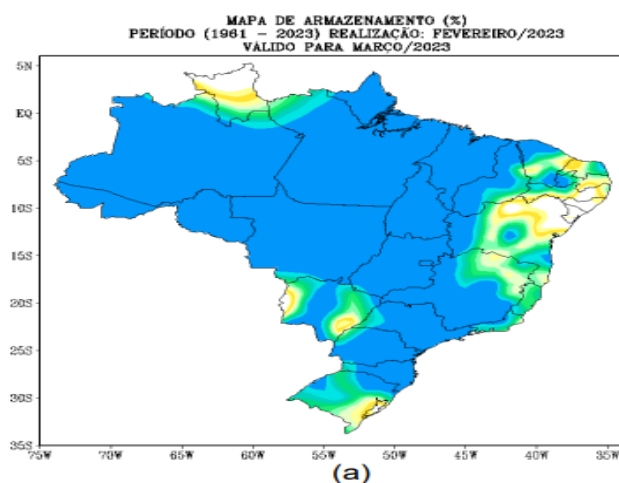 MAPA DE ARMAZENAMENTO (%)
PERÍODO (1961 – 2023) REALIZAÇÃO: FEVEREIRO/2023
VÁLIDO PARA MARÇO/2023
5N
EQ
5S
10S
15S
20S
25S
30S
35S
75W 70W 65W 60W 55W 50W 45W 40W 35W
(a)